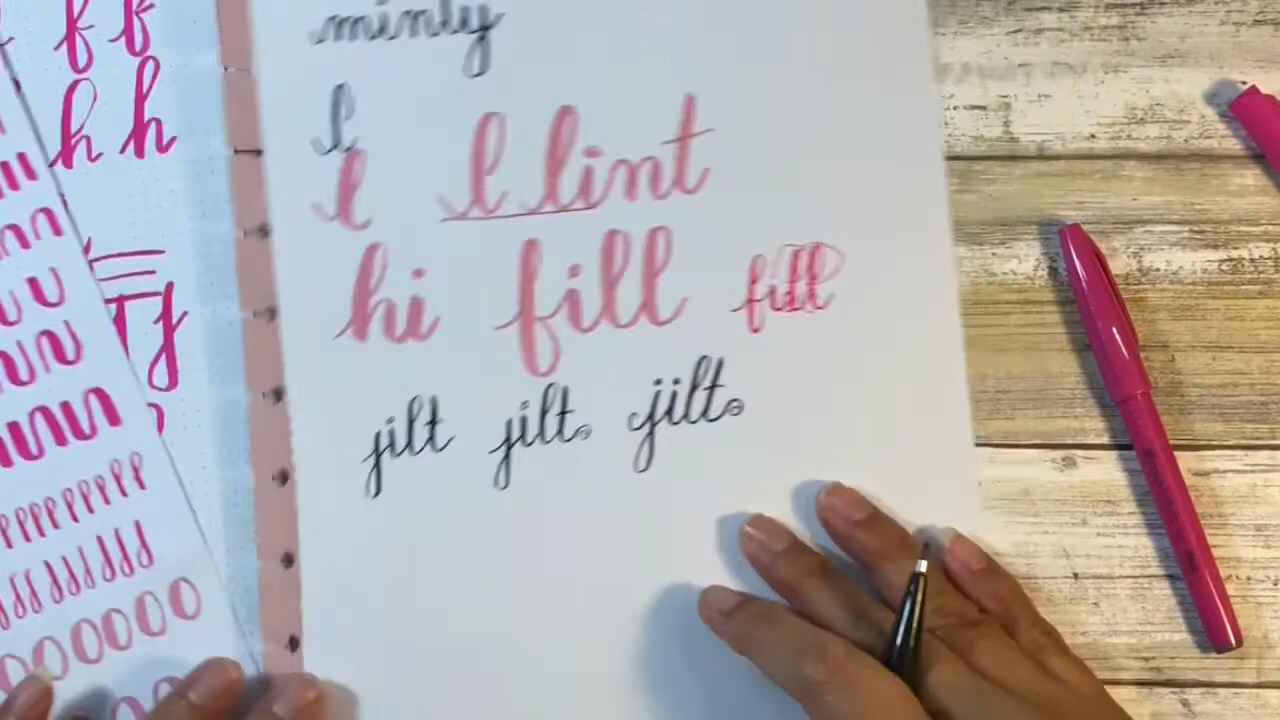 f f
h h
minty
l
l l lint
hi fill fill
jilt jilt. jilt.